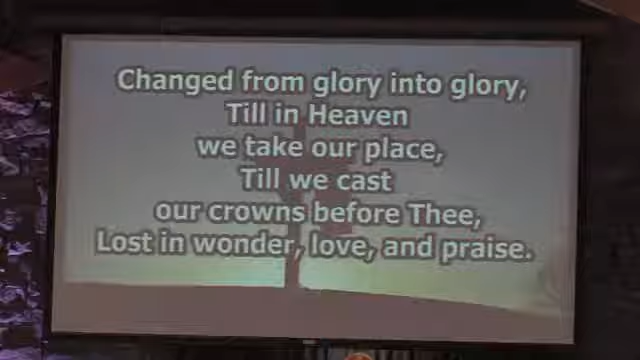 Changed from glory into glory,
Till in Heaven
we take our place,
Till we cast
our crowns before Thee,
Lost in wonder, love, and praise.